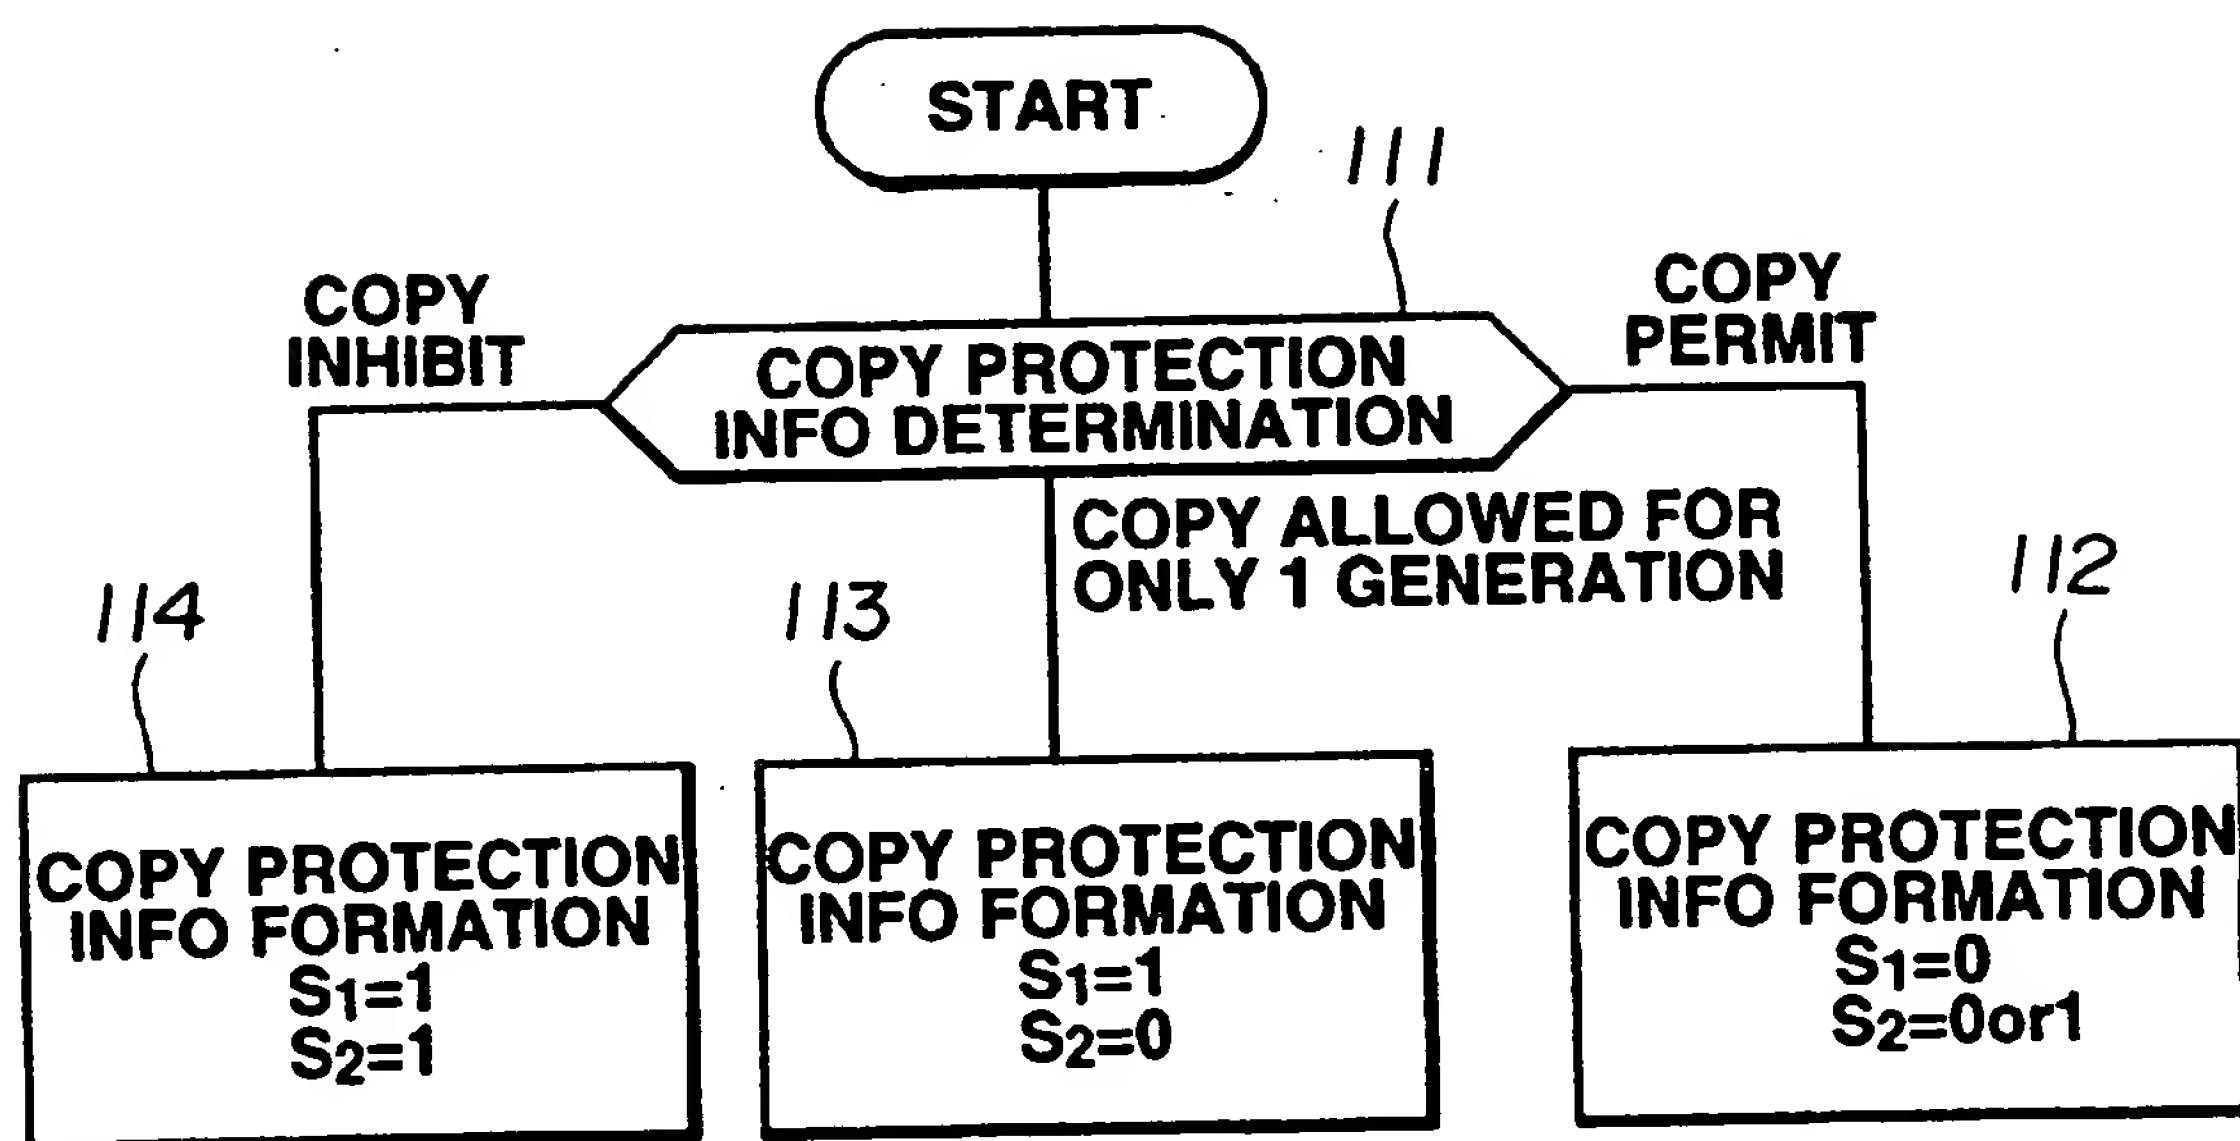 START
111
COPY
INHIBIT
COPY PROTECTION
INFO DETERMINATION
COPY
PERMIT
COPY ALLOWED FOR
ONLY 1 GENERATION
114
113
112
COPY PROTECTION
INFO FORMATION
S1=1
S2=1
COPY PROTECTION
INFO FORMATION
S1=1
S2=0
COPY PROTECTION
INFO FORMATION
S1=0
S2=0or1